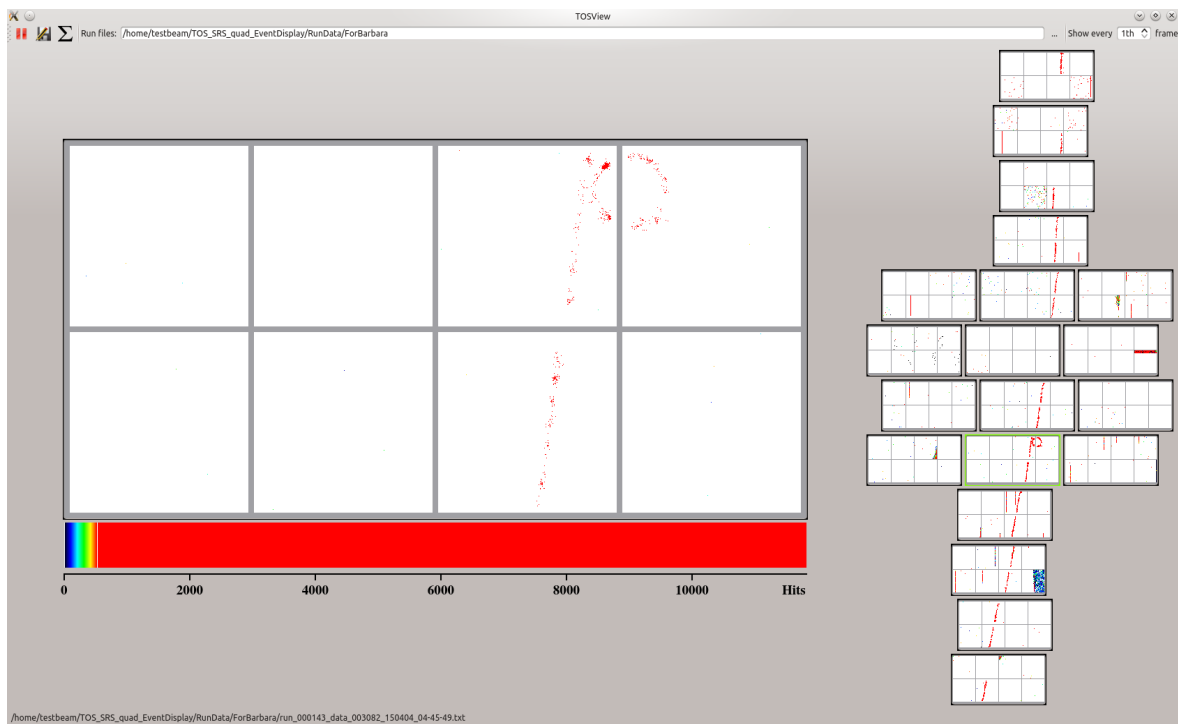 TOSView
Run files: /home/testbeam/TOS_SRS_quad_EventDisplay/RunData/ForBarbara ... Show every 1th frame
0 2000 4000 6000 8000 10000 Hits
/home/testbeam/TOS_SRS_quad_EventDisplay/RunData/ForBarbara/run_000143_data_003082_150404_04-45-49.txt